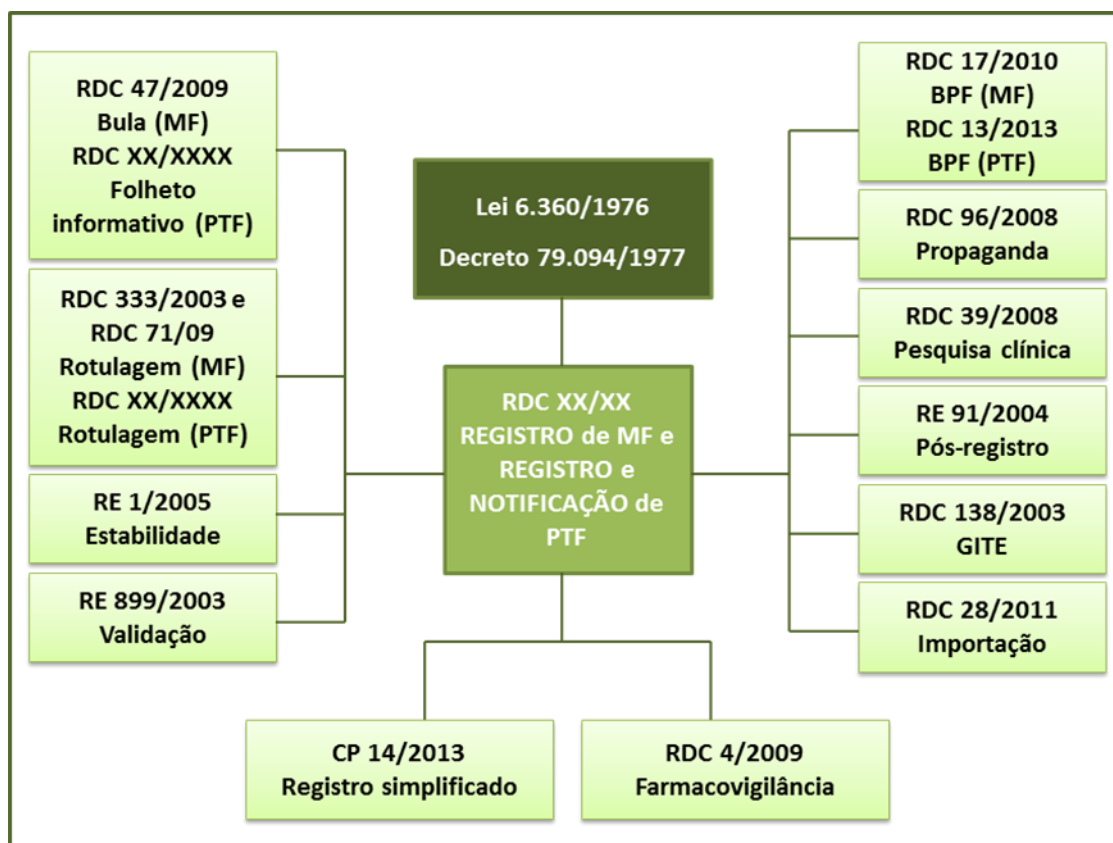 RDC 47/2009
Bula (MF)
RDC XX/XXXX
Folheto
informativo (PTF)
RDC 333/2003 e
RDC 71/09
Rotulagem (MF)
RDC XX/XXXX
Rotulagem (PTF)
RE 1/2005
Estabilidade
RE 899/2003
Validação
Lei 6.360/1976
Decreto 79.094/1977
RDC XX/XX
REGISTRO de MF e
REGISTRO e
NOTIFICAÇÃO de
PTF
CP 14/2013
Registro simplificado
RDC 4/2009
Farmacovigilância
RDC 17/2010
BPF (MF)
RDC 13/2013
BPF (PTF)
RDC 96/2008
Propaganda
RDC 39/2008
Pesquisa clínica
RE 91/2004
Pós-registro
RDC 138/2003
GITE
RDC 28/2011
Importação